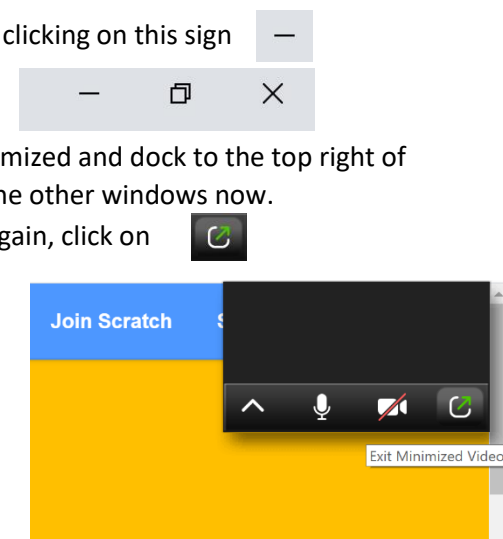 clicking on this sign
mized and dock to the top right of
he other windows now.
gain, click on
Join Scratch
Exit Minimized Video